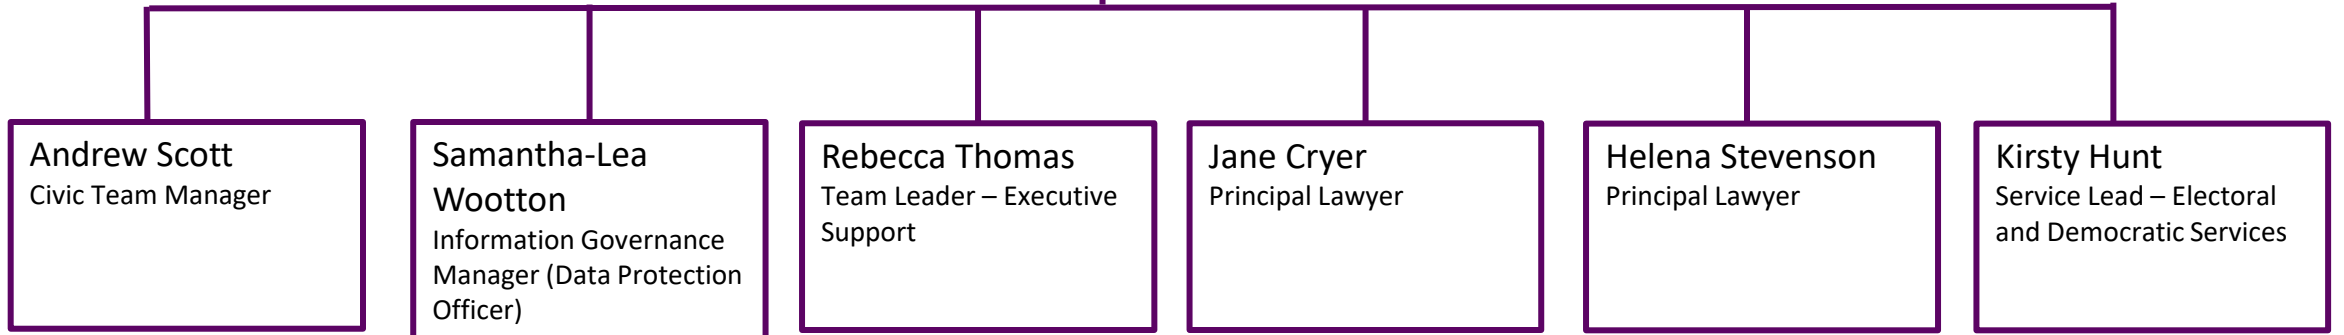 Andrew Scott
Civic Team Manager
Samantha-Lea
Wootton
Information Governance
Manager (Data Protection
Officer)
Rebecca Thomas
Team Leader – Executive
Support
Jane Cryer
Principal Lawyer
Helena Stevenson
Principal Lawyer
Kirsty Hunt
Service Lead – Electoral
and Democratic Services